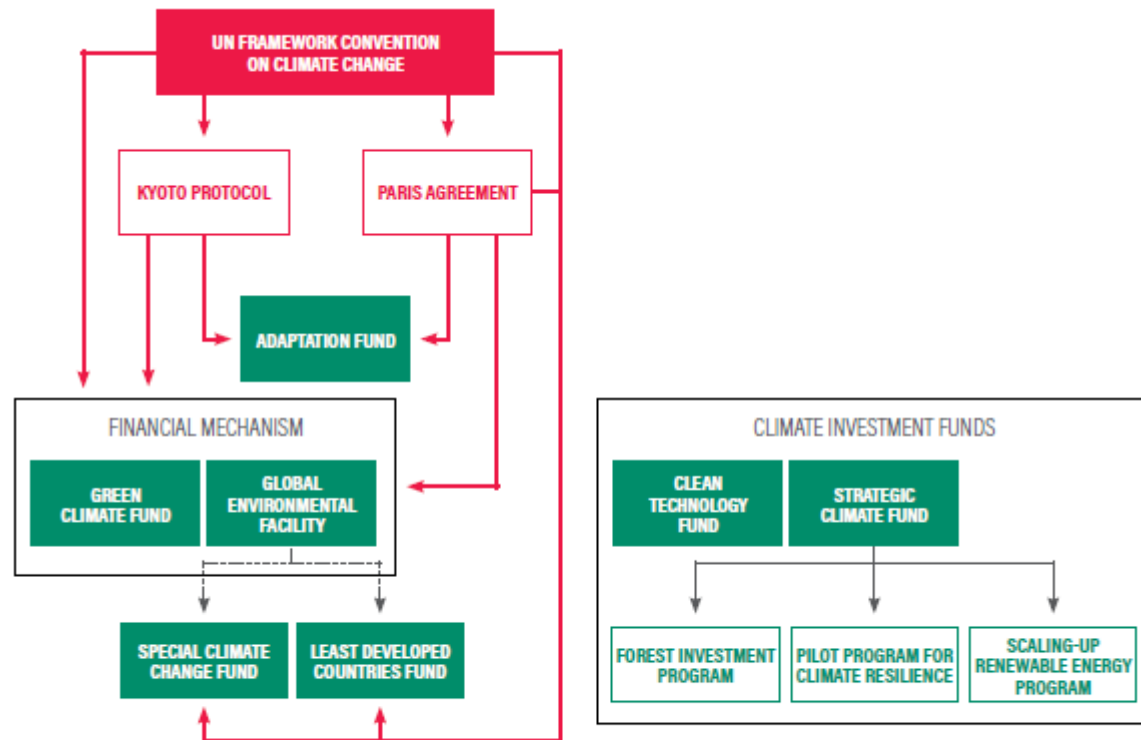 UN FRAMEWORK CONVENTION
ON CLIMATE CHANGE
KYOTO PROTOCOL
PARIS AGREEMENT
ADAPTATION FUND
FINANCIAL MECHANISM
GREEN
CLIMATE FUND
GLOBAL
ENVIRONMENTAL
FACILITY
SPECIAL CLIMATE
CHANGE FUND
LEAST DEVELOPED
COUNTRIES FUND
CLIMATE INVESTMENT FUNDS
CLEAN
TECHNOLOGY
FUND
STRATEGIC
CLIMATE FUND
FOREST INVESTMENT
PROGRAM
PILOT PROGRAM FOR
CLIMATE RESILIENCE
SCALING-UP
RENEWABLE ENERGY
PROGRAM